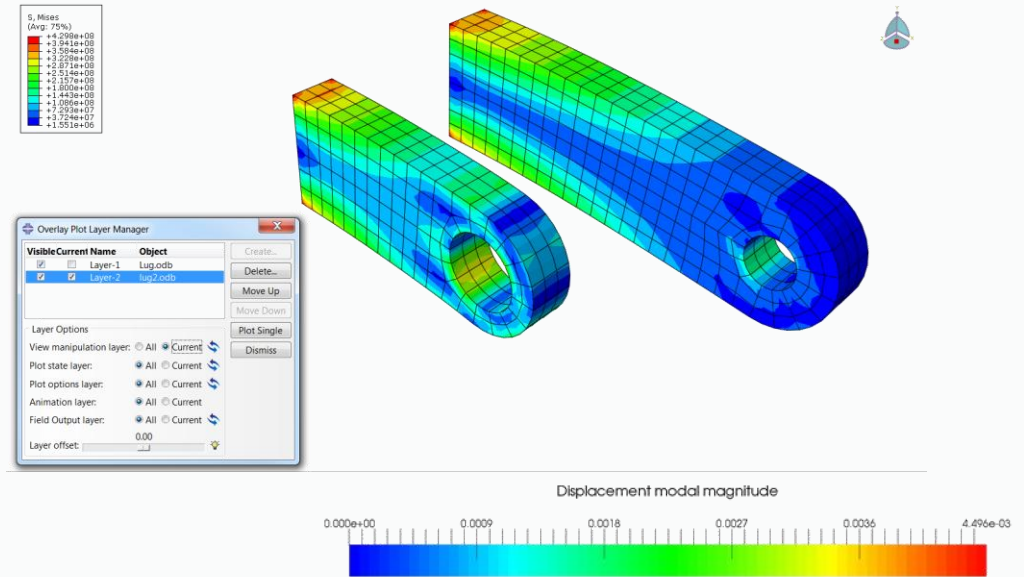 S, Mises
(Avg: 75%)
+4.298e+08
+3.941e+08
+3.584e+08
+3.228e+08
+2.871e+08
+2.514e+08
+2.157e+08
+1.800e+08
+1.443e+08
+1.086e+08
+7.293e+07
+3.724e+07
+1.551e+06
Overlay Plot Layer Manager
Visible Current Name Object
Layer-1 Lug.odb
Layer-2 lug2.odb
Create...
Delete...
Move Up
Move Down
Plot Single
Dismiss
Layer Options
View manipulation layer: All Current
Plot state layer: All Current
Plot options layer: All Current
Animation layer: All Current
Field Output layer: All Current
0.00
Layer offset:
Displacement modal magnitude
0.000e+00 0.0009 0.0018 0.0027 0.0036 4.496e-03